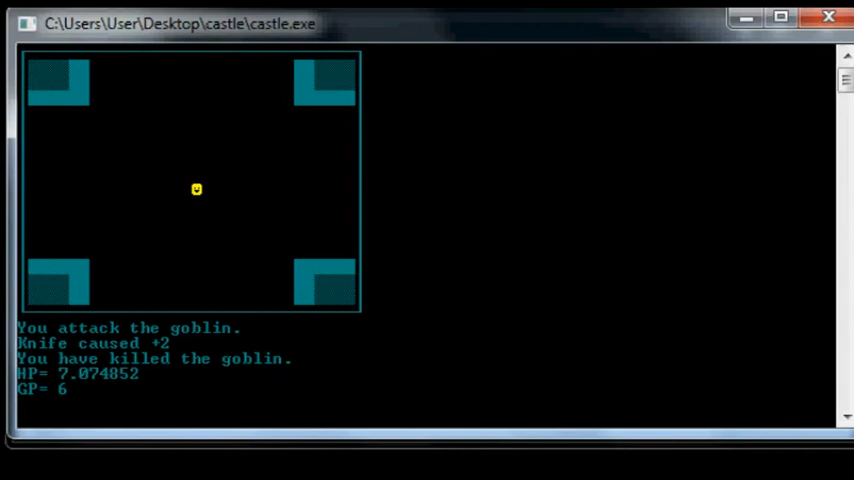 C:\Users\User\Desktop\castle\castle.exe
You attack the goblin.
Knife caused +2
You have killed the goblin.
HP= 7.074852
GP= 6